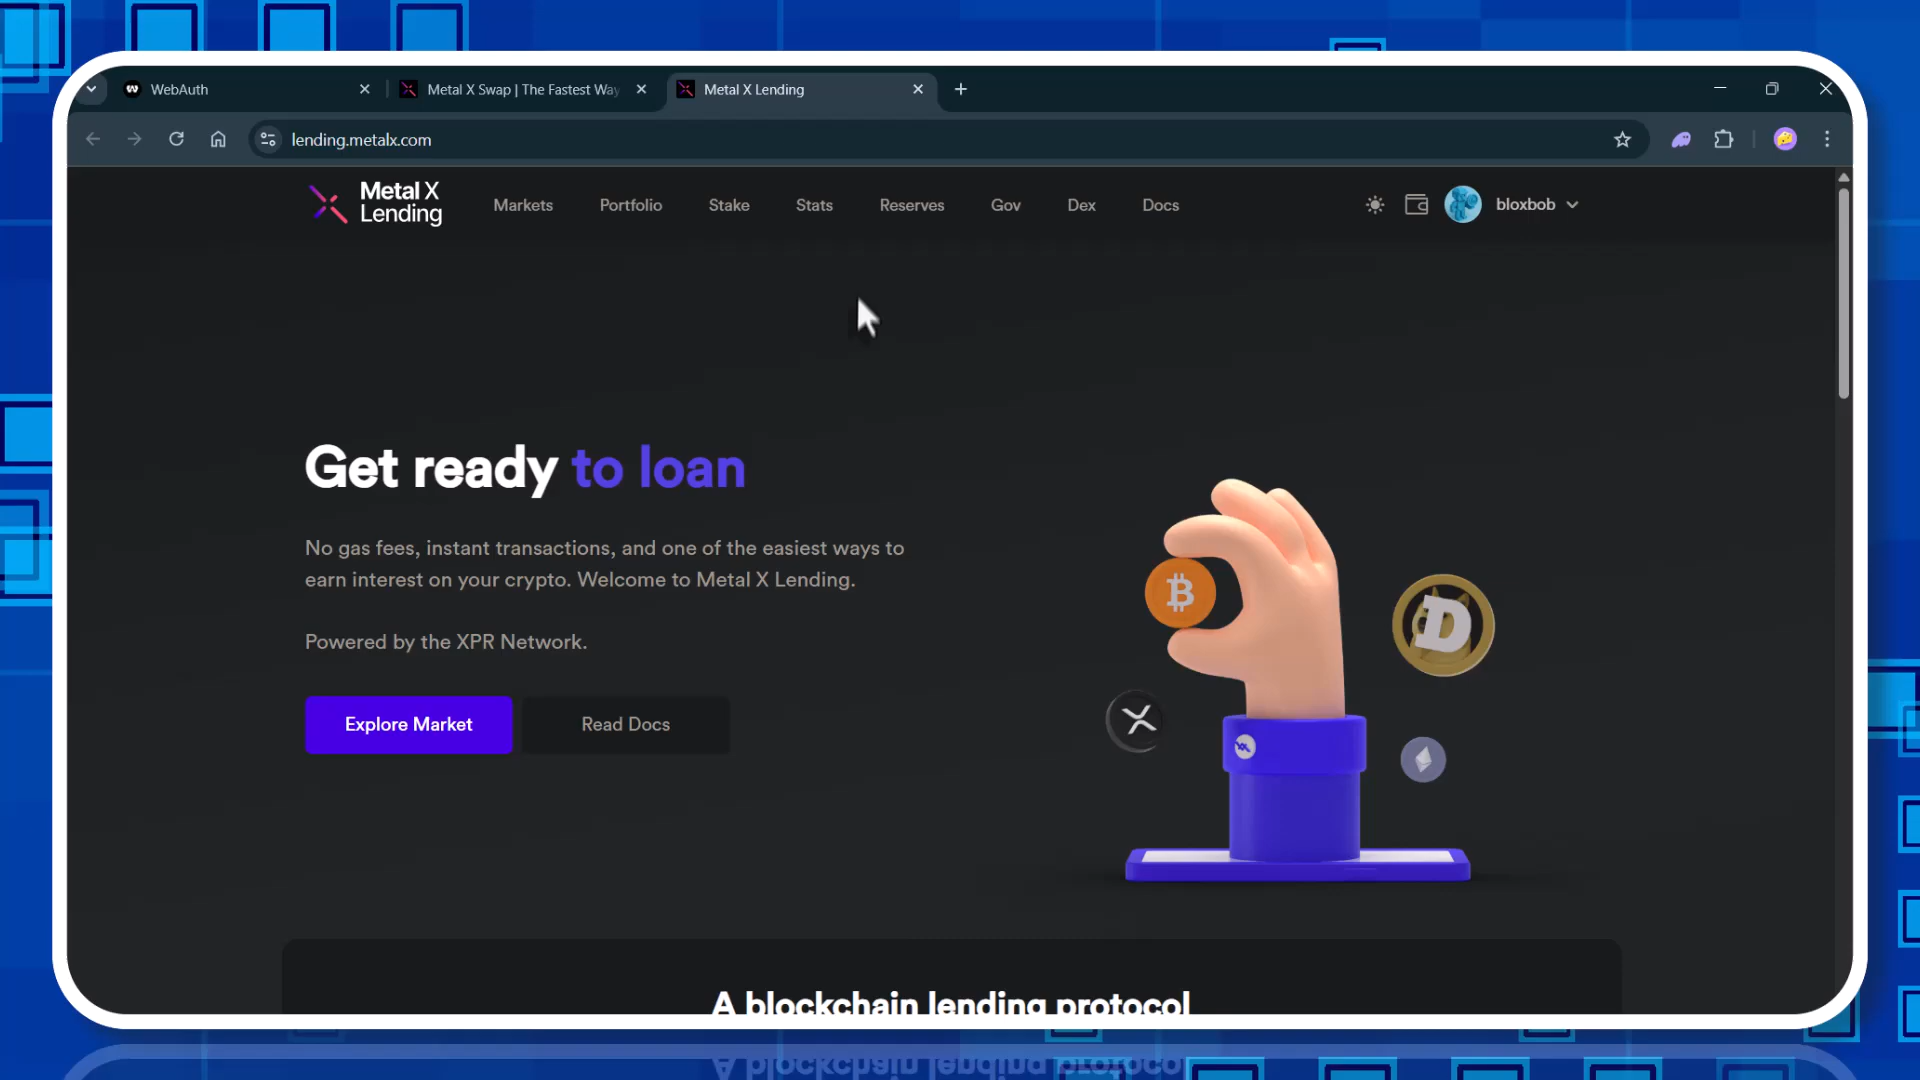 WebAuth
Metal X Swap | The Fastest Way
Metal X Lending
lending.metalx.com
Metal X
Lending
Markets
Portfolio
Stake
Stats
Reserves
Gov
Dex
Docs
bloxbob
Get ready to loan
No gas fees, instant transactions, and one of the easiest ways to
earn interest on your crypto. Welcome to Metal X Lending.
Powered by the XPR Network.
Explore Market
Read Docs
A blockchain lending protocol